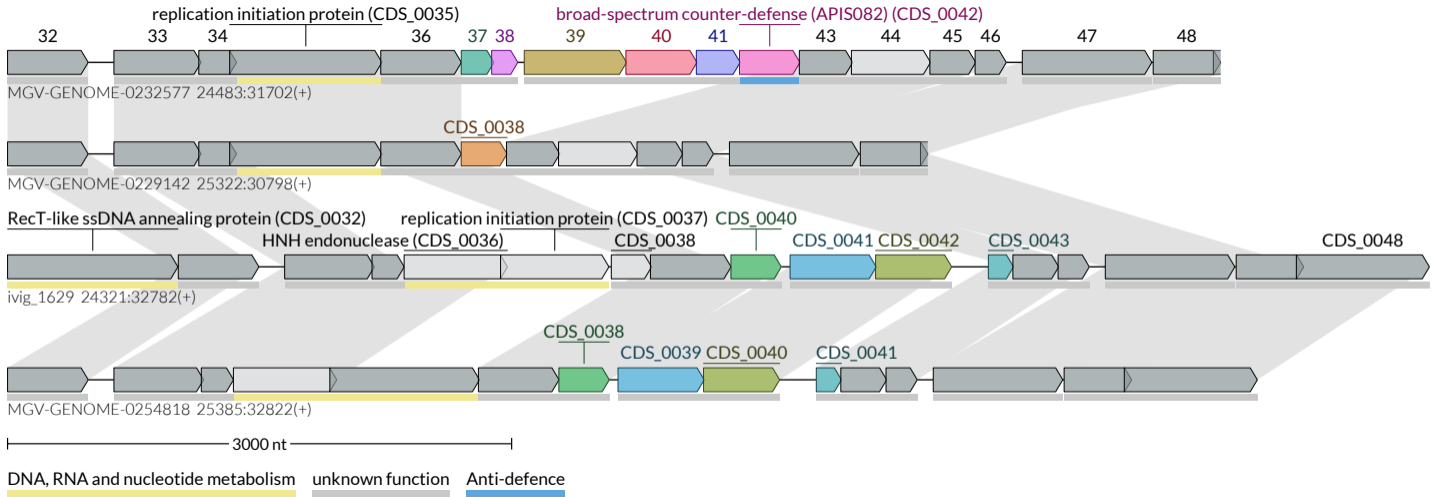 replication initiation protein (CDS_0035) broad-spectrum counter-defense (APIS082) (CDS_0042)
32 33 34 36 37 38 39 40 41 43 44 45 46 47 48
MGV-GENOME-0232577 24483:31702(+)
CDS_0038
MGV-GENOME-0229142 25322:30798(+)
RecT-like ssDNA annealing protein (CDS_0032) replication initiation protein (CDS_0037) CDS_0040
HNH endonuclease (CDS_0036) CDS_0038 CDS_0041 CDS_0042 CDS_0043 CDS_0048
ivig_1629 24321:32782(+)
CDS_0038
CDS_0039 CDS_0040 CDS_0041
MGV-GENOME-0254818 25385:32822(+)
3000 nt
DNA, RNA and nucleotide metabolism unknown function Anti-defence